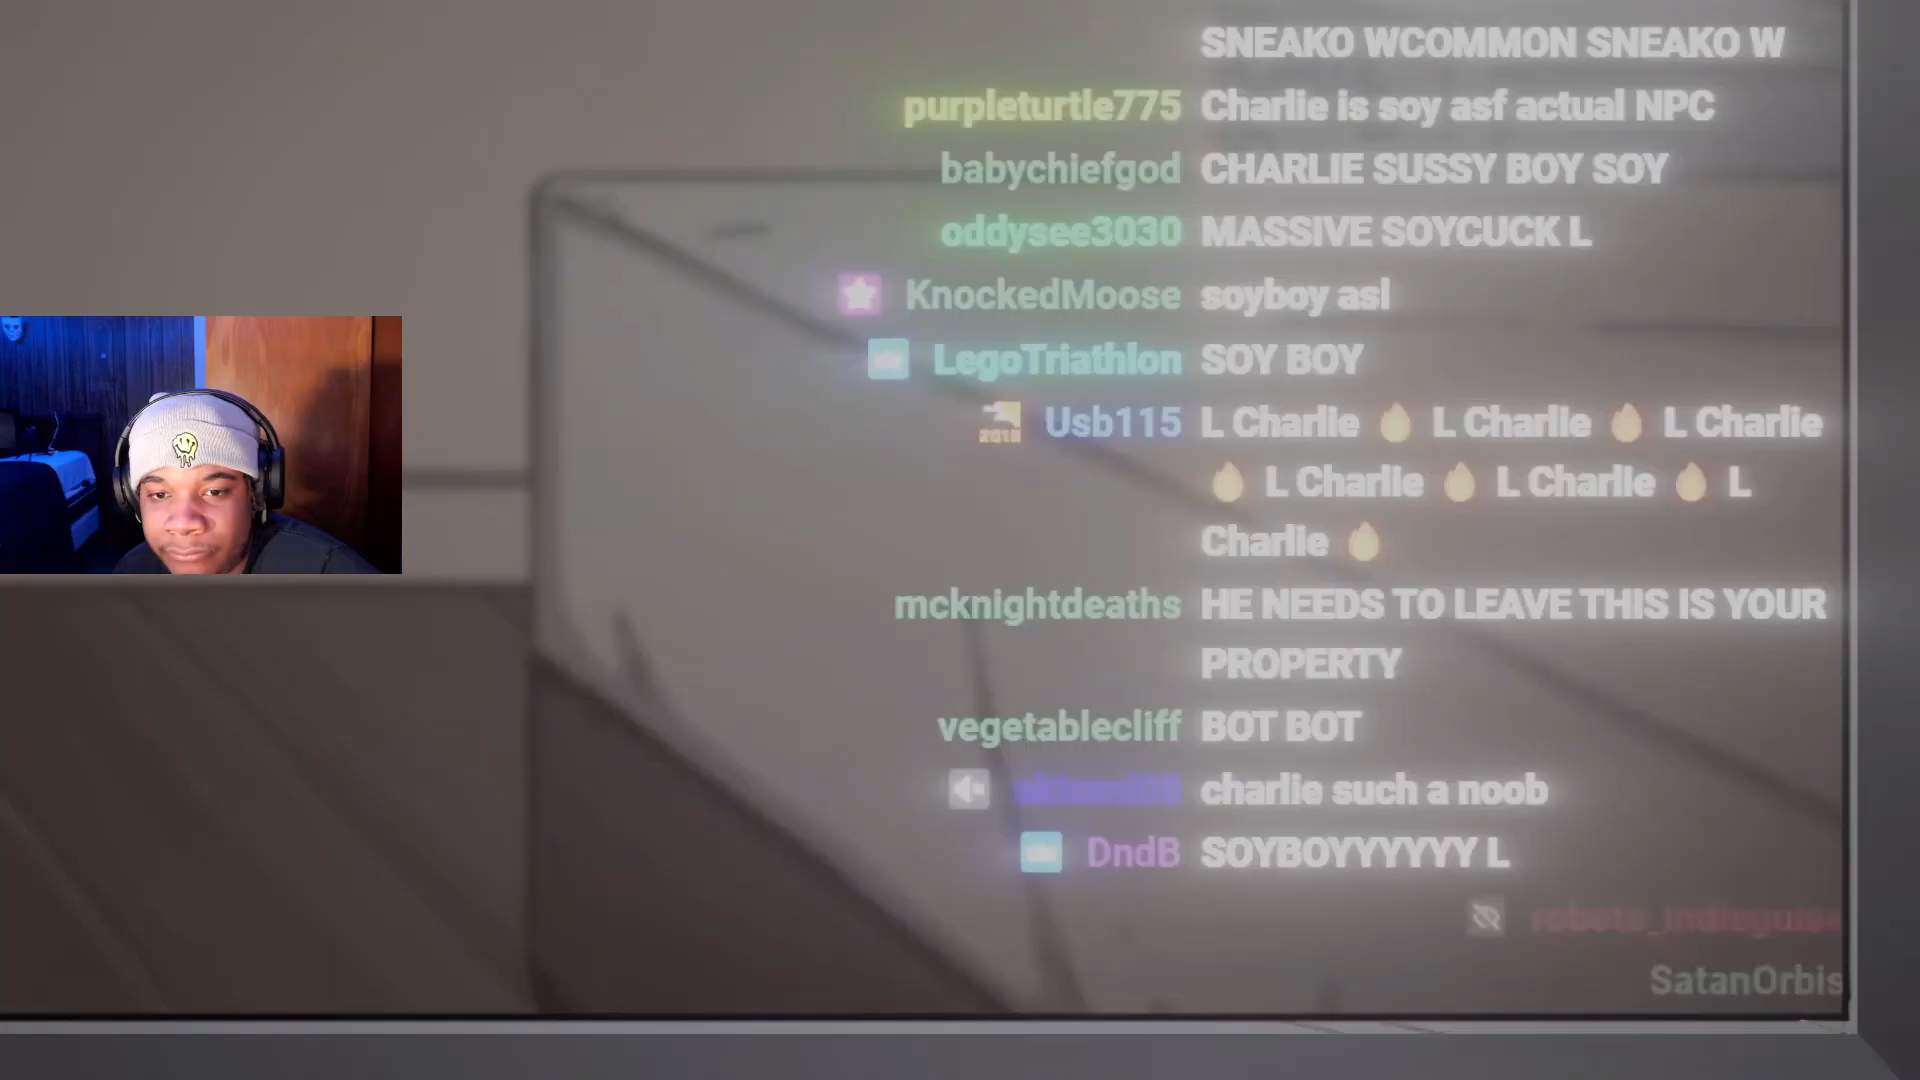 SNEAKO WCOMMON SNEAKO W
purpleturtle775 Charlie is soy asf actual NPC
babychiefgod CHARLIE SUSSY BOY SOY
oddysee3030 MASSIVE SOYCUCK L
KnockedMoose soyboy asl
LegoTriathlon SOY BOY
2018 Usb115 L Charlie 🔥 L Charlie 🔥 L Charlie
🔥 L Charlie 🔥 L Charlie 🔥 L
Charlie 🔥
mcknightdeaths HE NEEDS TO LEAVE THIS IS YOUR
PROPERTY
vegetablecliff BOT BOT
charlie such a noob
DndB SOYBOYYYYYY L
SatanOrbis